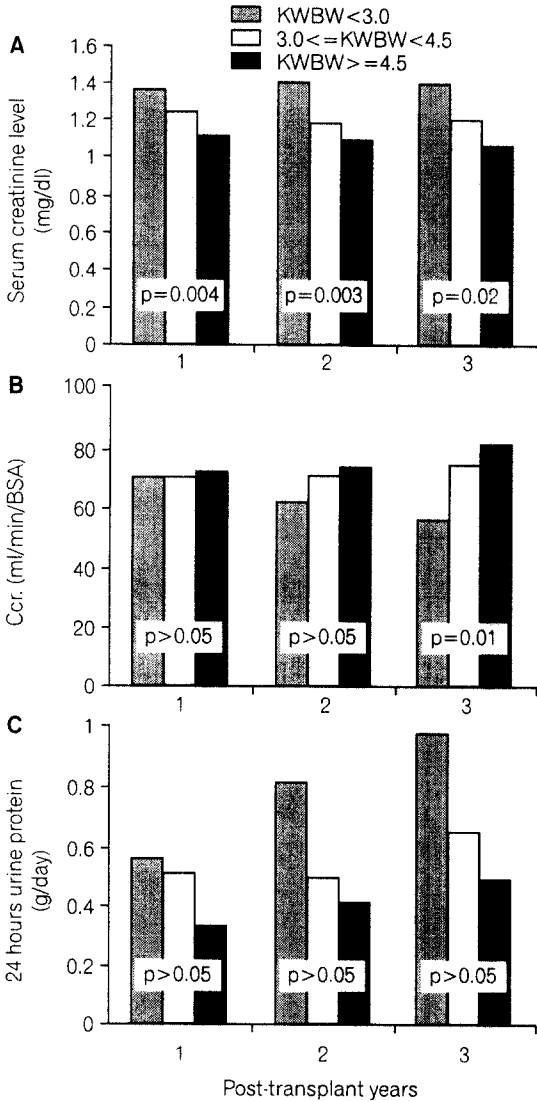 KWBW<3.0
3.0<=KWBW<4.5
KWBW>=4.5
A
Serum creatinine level
(mg/dl)
1.6
1.4
1.2
1
0.8
0.6
0.4
0.2
0
p=0.004
p=0.003
p=0.02
1
2
3
B
Ccr. (ml/min/BSA)
100
80
60
40
20
0
p>0.05
p>0.05
p=0.01
1
2
3
C
24 hours urine protein
(g/day)
1
0.8
0.6
0.4
0.2
0
p>0.05
p>0.05
p>0.05
1
2
3
Post-transplant years